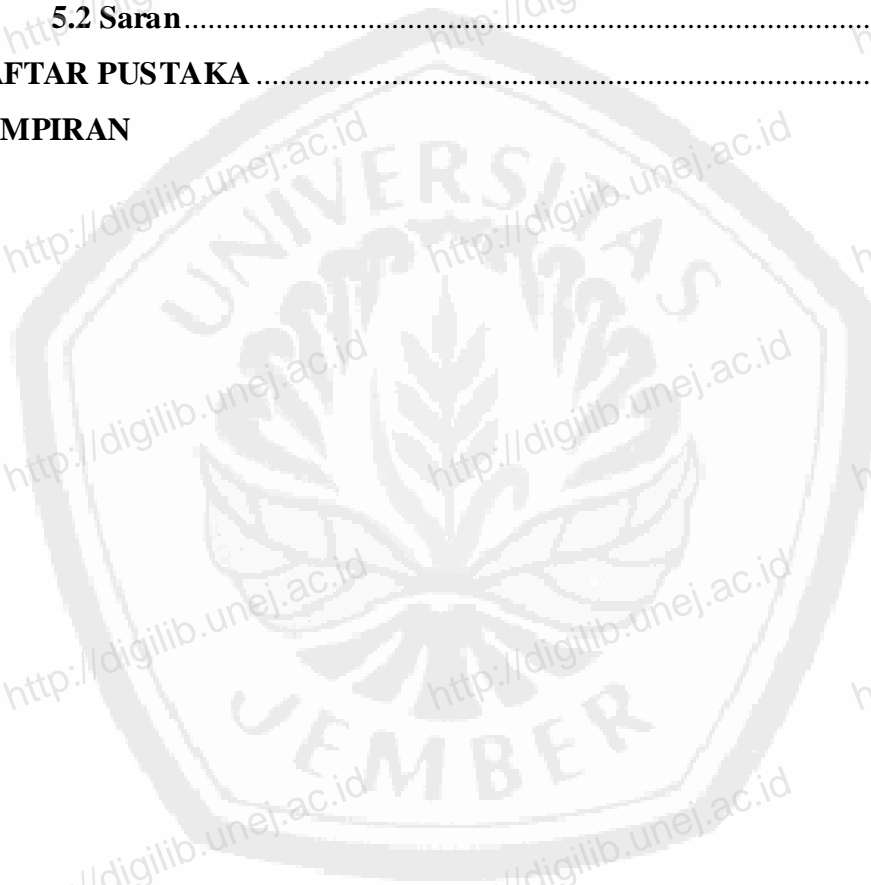 5.2 Saran........................................................................
AFTAR PUSTAKA ................................................................
MPIRAN
UNIVERSITAS
JEMBER
http://digilib.unej.ac.id
http://digilib.unej.ac.id
http://digilib.unej.ac.id
http://digilib.unej.ac.id
http://digilib.unej.ac.id
http://digilib.unej.ac.id
http://digilib.unej.ac.id
http://digilib.unej.ac.id